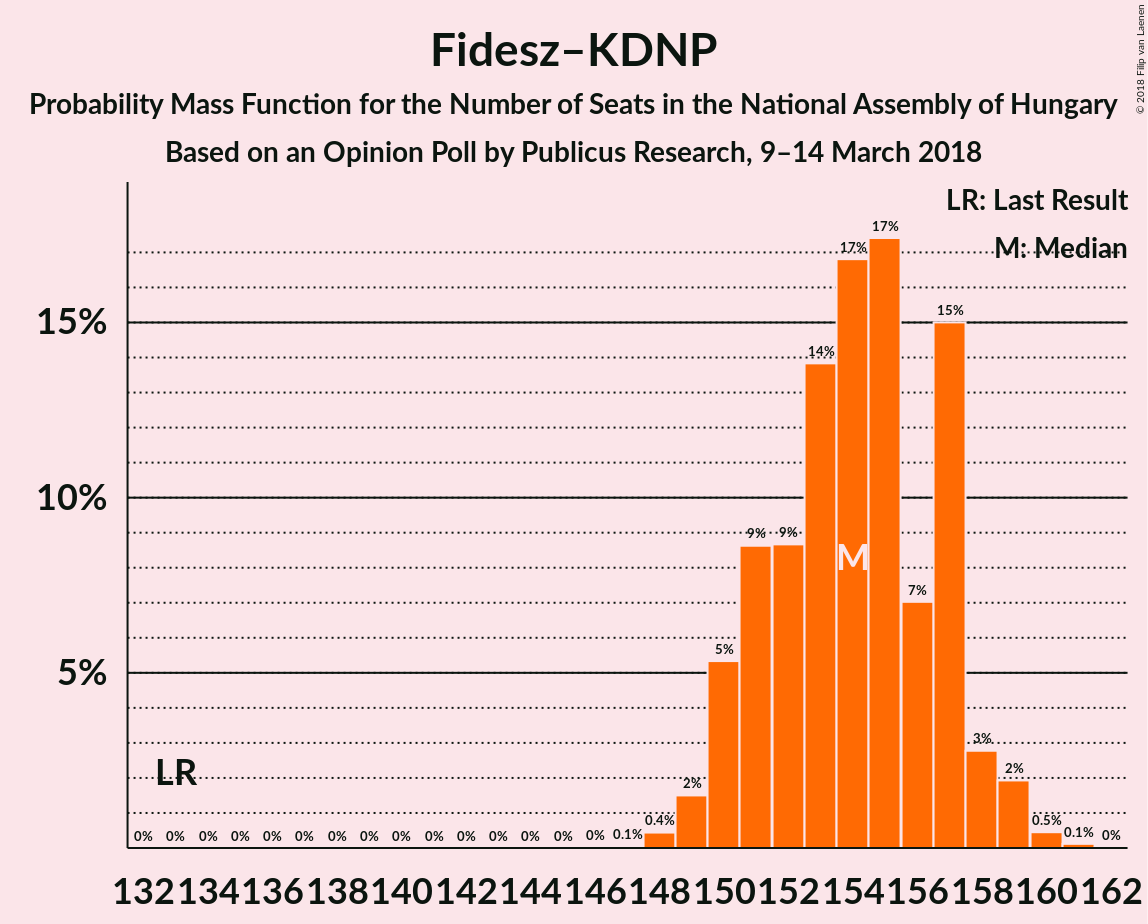 Fidesz–KDNP
Probability Mass Function for the Number of Seats in the National Assembly of Hungary
Based on an Opinion Poll by Publicus Research, 9–14 March 2018
© 2018 Filip van Laenen
LR: Last Result
M: Median
15%
10%
5%
17%
17%
15%
14%
9%
9%
M
7%
5%
3%
2%
LR
2%
0.4%
0.5%
0% 0% 0% 0% 0% 0% 0% 0% 0% 0% 0% 0% 0% 0% 0% 0.1% 0.1% 0%
132 134 136 138 140 142 144 146 148 150 152 154 156 158 160 162